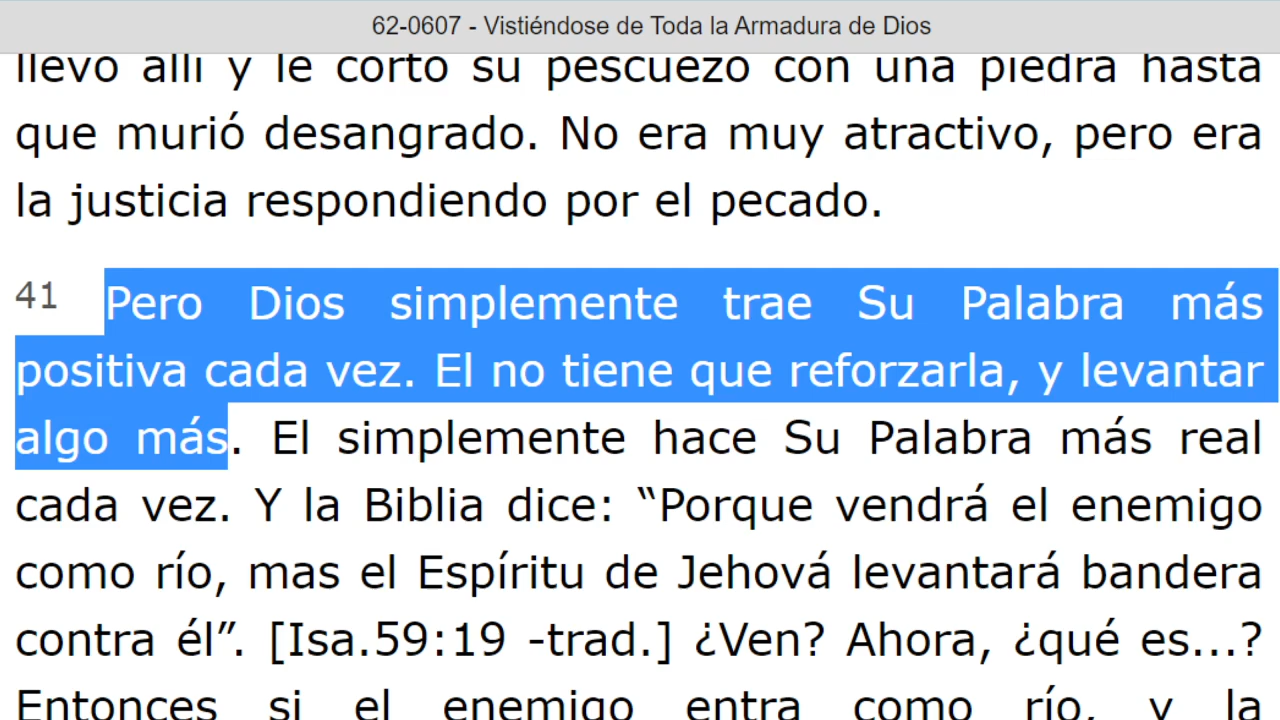 62-0607 - Vistiéndose de Toda la Armadura de Dios
llevó allí y le cortó su pescuezo con una piedra hasta
que murió desangrado. No era muy atractivo, pero era
la justicia respondiendo por el pecado.
41 Pero Dios simplemente trae Su Palabra más
positiva cada vez. El no tiene que reforzarla, y levantar
algo más. El simplemente hace Su Palabra más real
cada vez. Y la Biblia dice: “Porque vendrá el enemigo
como río, mas el Espíritu de Jehová levantará bandera
contra él”. [Isa.59:19 -trad.] ¿Ven? Ahora, ¿qué es...?
Entonces si el enemigo entra como río, y la